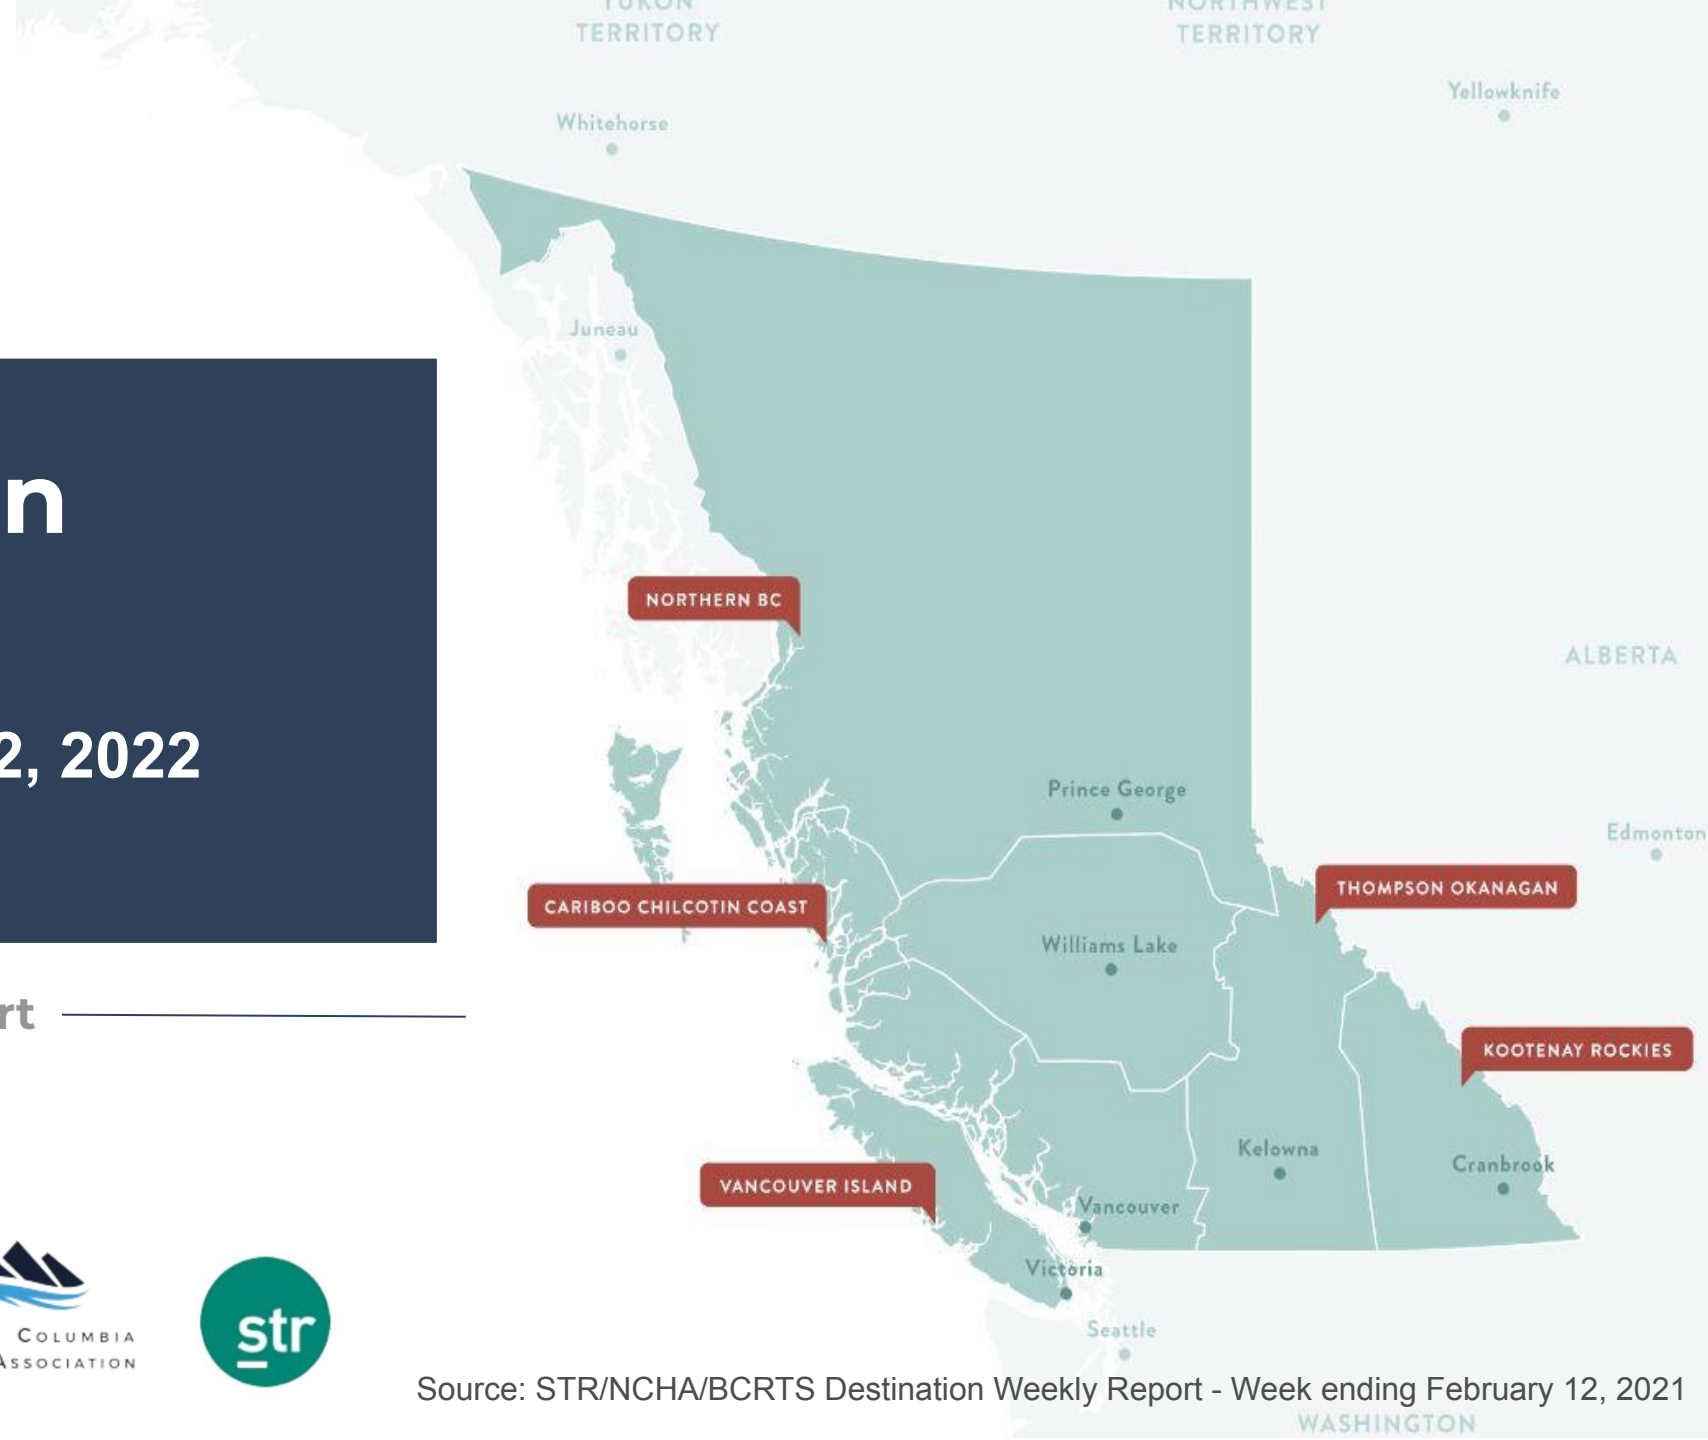 YUKON
TERRITORY
NORTHWEST
TERRITORY
Yellowknife
Whitehorse
Juneau
n
NORTHERN BC
ALBERTA
2, 2022
Prince George
Edmonton
THOMPSON OKANAGAN
CARIBOO CHILCOTIN COAST
Williams Lake
rt
KOOTENAY ROCKIES
Kelowna
Cranbrook
VANCOUVER ISLAND
Vancouver
Victoria
COLUMBIA
ASSOCIATION
str
Seattle
Source: STR/NCHA/BCRTS Destination Weekly Report - Week ending February 12, 2021
WASHINGTON